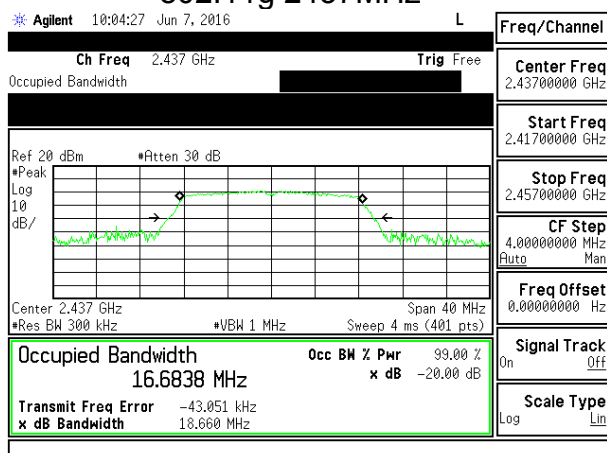 802.11g 2437MHz
Agilent 10:04:27 Jun 7, 2016 L
Freq/Channel
Ch Freq 2.437 GHz Trig Free
Occupied Bandwidth
Center Freq
2.43700000 GHz
Start Freq
2.41700000 GHz
Stop Freq
2.45700000 GHz
CF Step
4.00000000 MHz
Auto Man
Freq Offset
0.00000000 Hz
Signal Track
On Off
Scale Type
Log Lin
Ref 20 dBm #Atten 30 dB
#Peak
Log
10
dB/
Center 2.437 GHz Span 40 MHz
#Res BW 300 kHz #VBW 1 MHz Sweep 4 ms (401 pts)
Occupied Bandwidth Occ BW % Pwr 99.00 %
16.6838 MHz x dB -20.00 dB
Transmit Freq Error -43.051 kHz
x dB Bandwidth 18.660 MHz